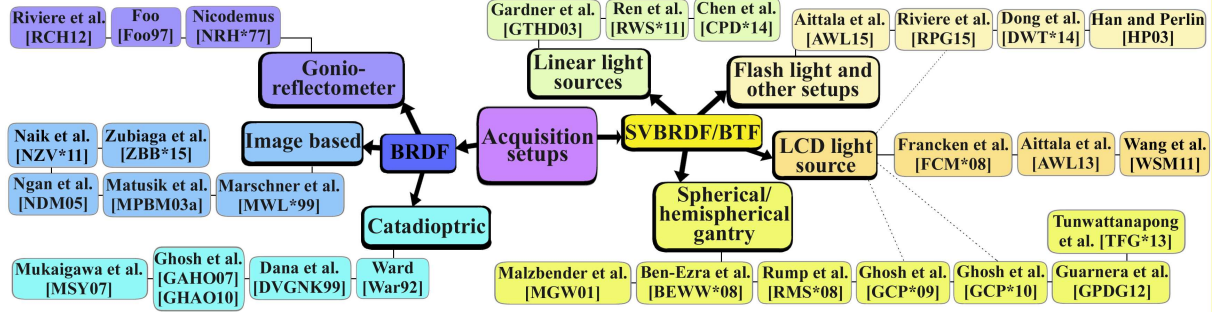 Riviere et al.
[RCH12]
Foo
[Foo97]
Nicodemus
[NRH*77]
Gonio-
reflectometer
Naik et al.
[NZV*11]
Zubiaga et al.
[ZBB*15]
Image based
Ngan et al.
[NDM05]
Matusik et al.
[MPBM03a]
Marschner et al.
[MWL*99]
BRDF
Acquisition
setups
Catadioptric
Mukaigawa et al.
[MSY07]
Ghosh et al.
[GAHO07]
[GHAO10]
Dana et al.
[DVGNK99]
Ward
[War92]
Gardner et al.
[GTHD03]
Ren et al.
[RWS*11]
Chen et al.
[CPD*14]
Linear light
sources
Aittala et al.
[AWL15]
Riviere et al.
[RPG15]
Dong et al.
[DWT*14]
Han and Perlin
[HP03]
Flash light and
other setups
SVBRDF/BTF
LCD light
source
Francken et al.
[FCM*08]
Aittala et al.
[AWL13]
Wang et al.
[WSM11]
Spherical/
hemispherical
gantry
Malzbender et al.
[MGW01]
Ben-Ezra et al.
[BEWW*08]
Rump et al.
[RMS*08]
Ghosh et al.
[GCP*09]
Ghosh et al.
[GCP*10]
Tunwattanapong
et al. [TFG*13]
Guarnera et al.
[GPDG12]